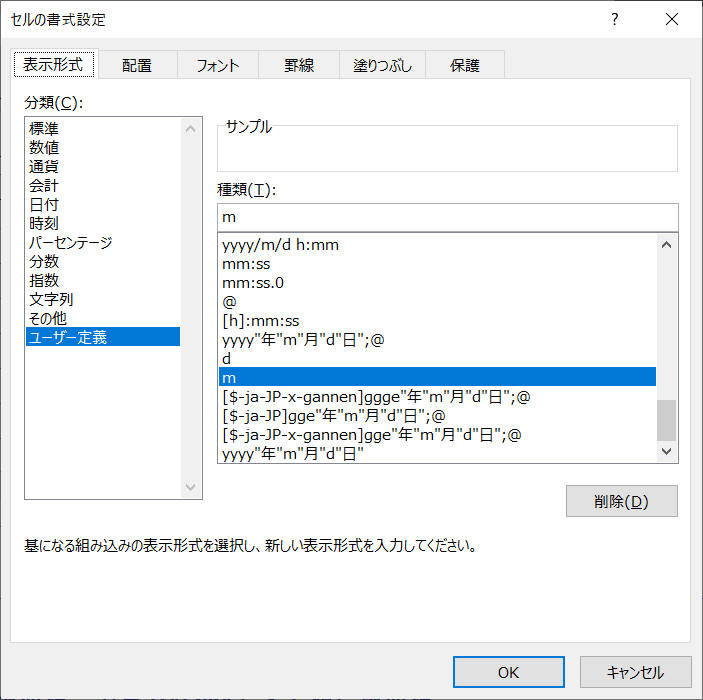 セルの書式設定
?
表示形式
配置
フォント
罫線
塗りつぶし
保護
分類(C):
標準
数値
通貨
会計
日付
時刻
パーセンテージ
分数
指数
文字列
その他
ユーザー定義
サンプル
種類(T):
m
yyyy/m/d h:mm
mm:ss
mm:ss.0
@
[h]:mm:ss
yyyy"年"m"月"d"日";@
d
m
[$-ja-JP-x-gannen]ggge"年"m"月"d"日";@
[$-ja-JP]gge"年"m"月"d"日";@
[$-ja-JP-x-gannen]gge"年"m"月"d"日";@
yyyy"年"m"月"d"日"
削除(D)
基になる組み込みの表示形式を選択し、新しい表示形式を入力してください。
OK
キャンセル